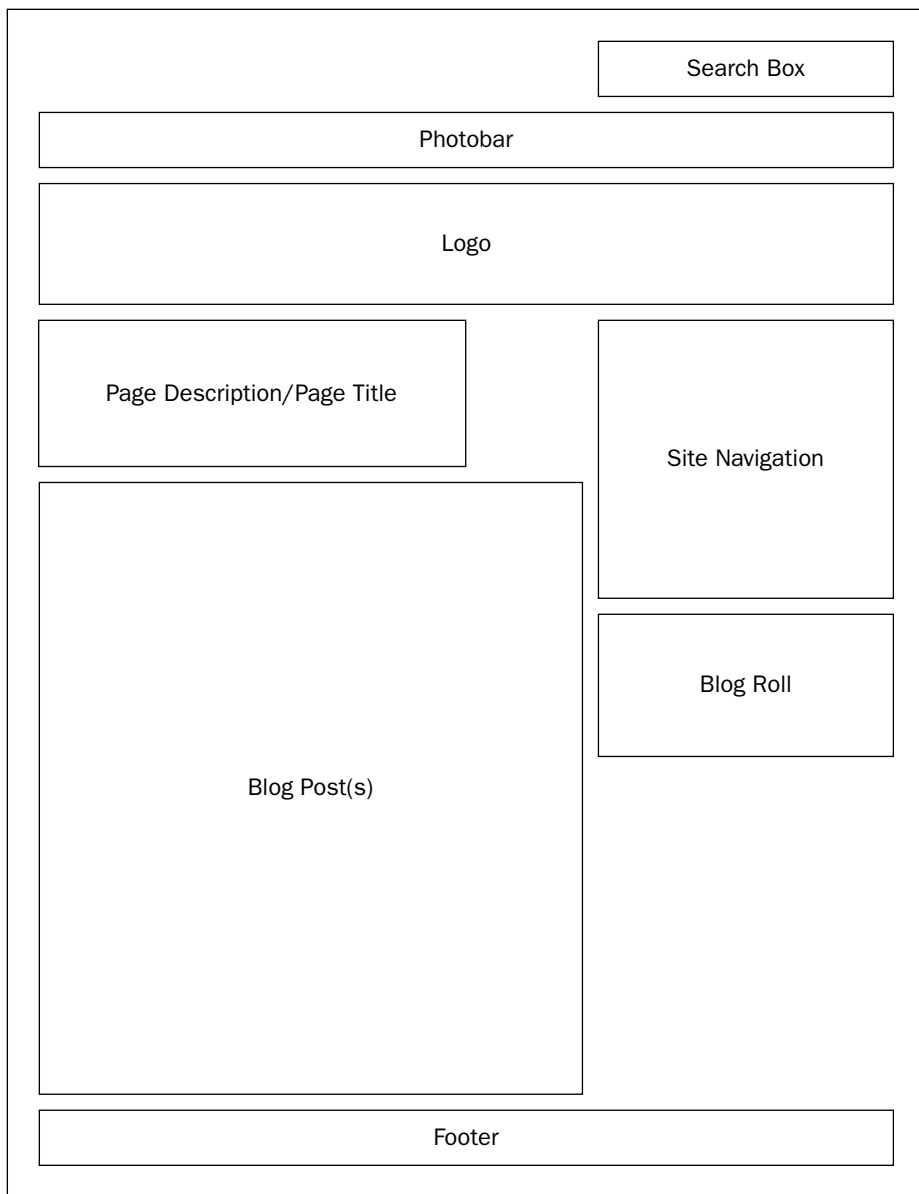 Search Box
Photobar
Logo
Page Description/Page Title
Site Navigation
Blog Roll
Blog Post(s)
Footer